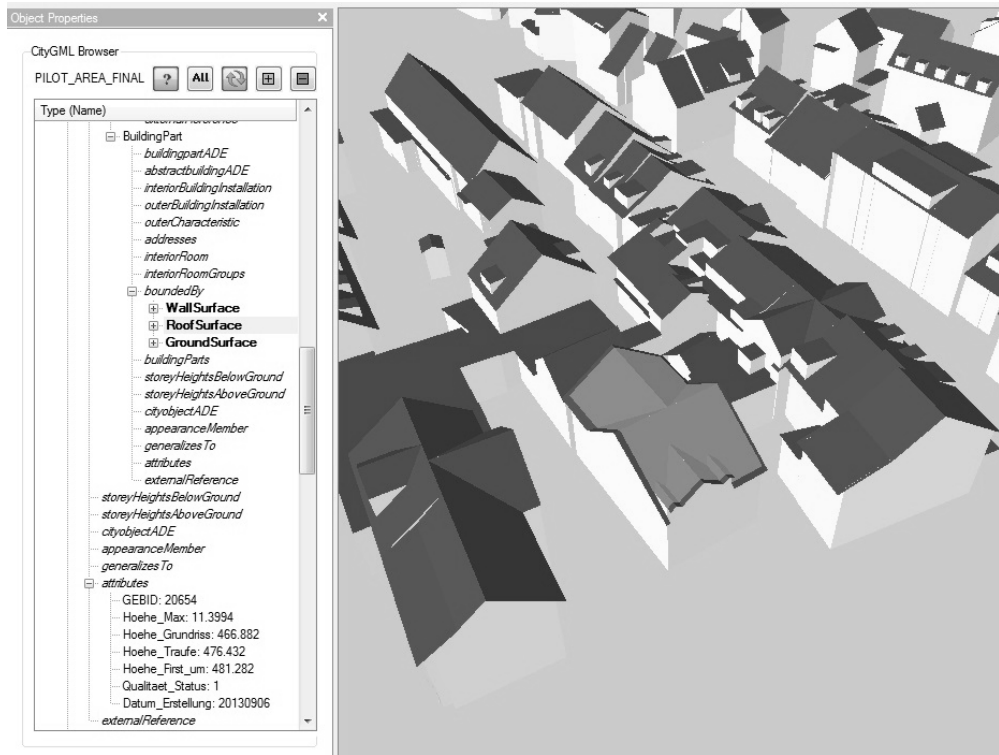 Object Properties
CityGML Browser
PILOT_AREA_FINAL ? All
Type (Name)
externalReference
BuildingPart
buildingpartADE
abstractbuildingADE
interiorBuildingInstallation
outerBuildingInstallation
outerCharacteristic
addresses
interiorRoom
interiorRoomGroups
boundedBy
WallSurface
RoofSurface
GroundSurface
buildingParts
storeyHeightsBelowGround
storeyHeightsAboveGround
cityobjectADE
appearanceMember
generalizesTo
attributes
externalReference
storeyHeightsBelowGround
storeyHeightsAboveGround
cityobjectADE
appearanceMember
generalizesTo
attributes
GEBID: 20654
Hoehe_Max: 11.3994
Hoehe_Grundriss: 466.882
Hoehe_Traufe: 476.432
Hoehe_First_um: 481.282
Qualitaet_Status: 1
Datum_Erstellung: 20130906
externalReference